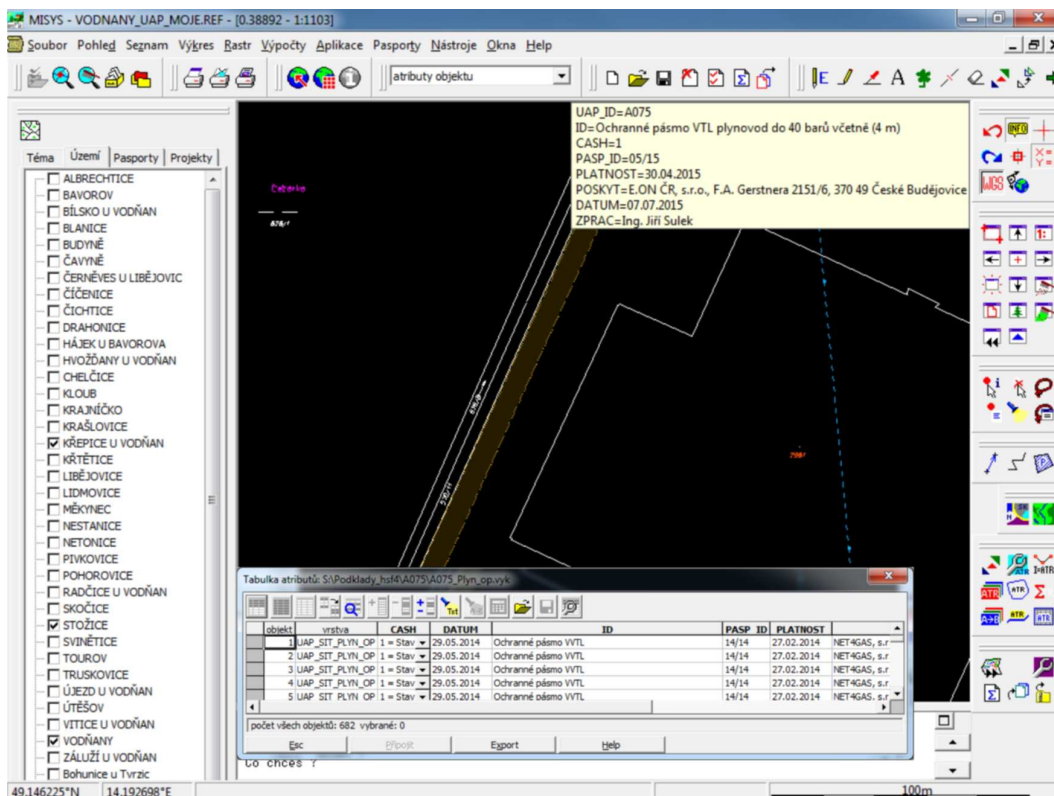 MISYS - VODNANY_UAP_MOJE.REF - [0.38892 - 1:1103]
Soubor Pohled Seznam Výkres Rastr Výpočty Aplikace Pasporty Nástroje Okna Help
atributy objektu
Téma Území Pasporty Projekty
ALBRECHTICE
BAVOROV
BÍLSKO U VODŇAN
BLANICE
BUDYNĚ
ČAVYNĚ
ČERNĚVES U LIBĚJOVIC
ČÍČENICE
ČICHTICE
DRAHONICE
HÁJEK U BAVOROVA
HVOŽĎANY U VODŇAN
CHELČICE
KLOUB
KRAJNÍČKO
KRAŠLOVICE
KŘEPICE U VODŇAN
KŘTĚTICE
LIBĚJOVICE
LIDMOVICE
MĚKYNEC
NESTANICE
NETONICE
PIVKOVICE
POHOROVICE
RADČICE U VODŇAN
SKOČICE
STOŽICE
SVINĚTICE
TOUROV
TRUSKOVICE
ÚJEZD U VODŇAN
ÚTĚŠOV
VITICE U VODŇAN
VODŇANY
ZÁLUŽÍ U VODŇAN
Bohunice u Tvrzic
UAP_ID=A075
ID=Ochranné pásmo VTL plynovod do 40 barů včetně (4 m)
CASH=1
PASP_ID=05/15
PLATNOST=30.04.2015
POSKYT=E.ON ČR, s.r.o., F.A. Gerstnera 2151/6, 370 49 České Budějovice
DATUM=07.07.2015
ZPRAC=Ing. Jiří Sulek
Tabulka atributů: S:\Podklady_hsf4\A075\A075_Plyn_op.vyk
objekt vrstva CASH DATUM ID PASP_ID PLATNOST
1 UAP_SIT_PLYN_OP 1 = Stav 29.05.2014 Ochranné pásmo VVTL 14/14 27.02.2014 NET4GAS, s.r
2 UAP_SIT_PLYN_OP 1 = Stav 29.05.2014 Ochranné pásmo VVTL 14/14 27.02.2014 NET4GAS, s.r
3 UAP_SIT_PLYN_OP 1 = Stav 29.05.2014 Ochranné pásmo VVTL 14/14 27.02.2014 NET4GAS, s.r
4 UAP_SIT_PLYN_OP 1 = Stav 29.05.2014 Ochranné pásmo VVTL 14/14 27.02.2014 NET4GAS, s.r
5 UAP_SIT_PLYN_OP 1 = Stav 29.05.2014 Ochranné pásmo VVTL 14/14 27.02.2014 NET4GAS, s.r
počet všech objektů: 682 vybrané: 0
Esc Připojit Export Help
Co chces ?
49.146225°N 14.192698°E 100m